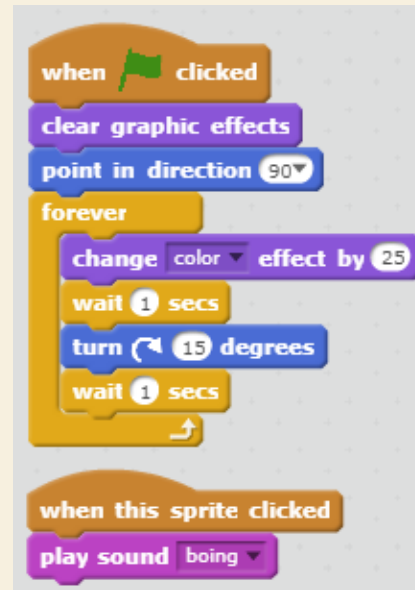 when clicked
clear graphic effects
point in direction 90
forever
change color effect by 25
wait 1 secs
turn 15 degrees
wait 1 secs
when this sprite clicked
play sound boing